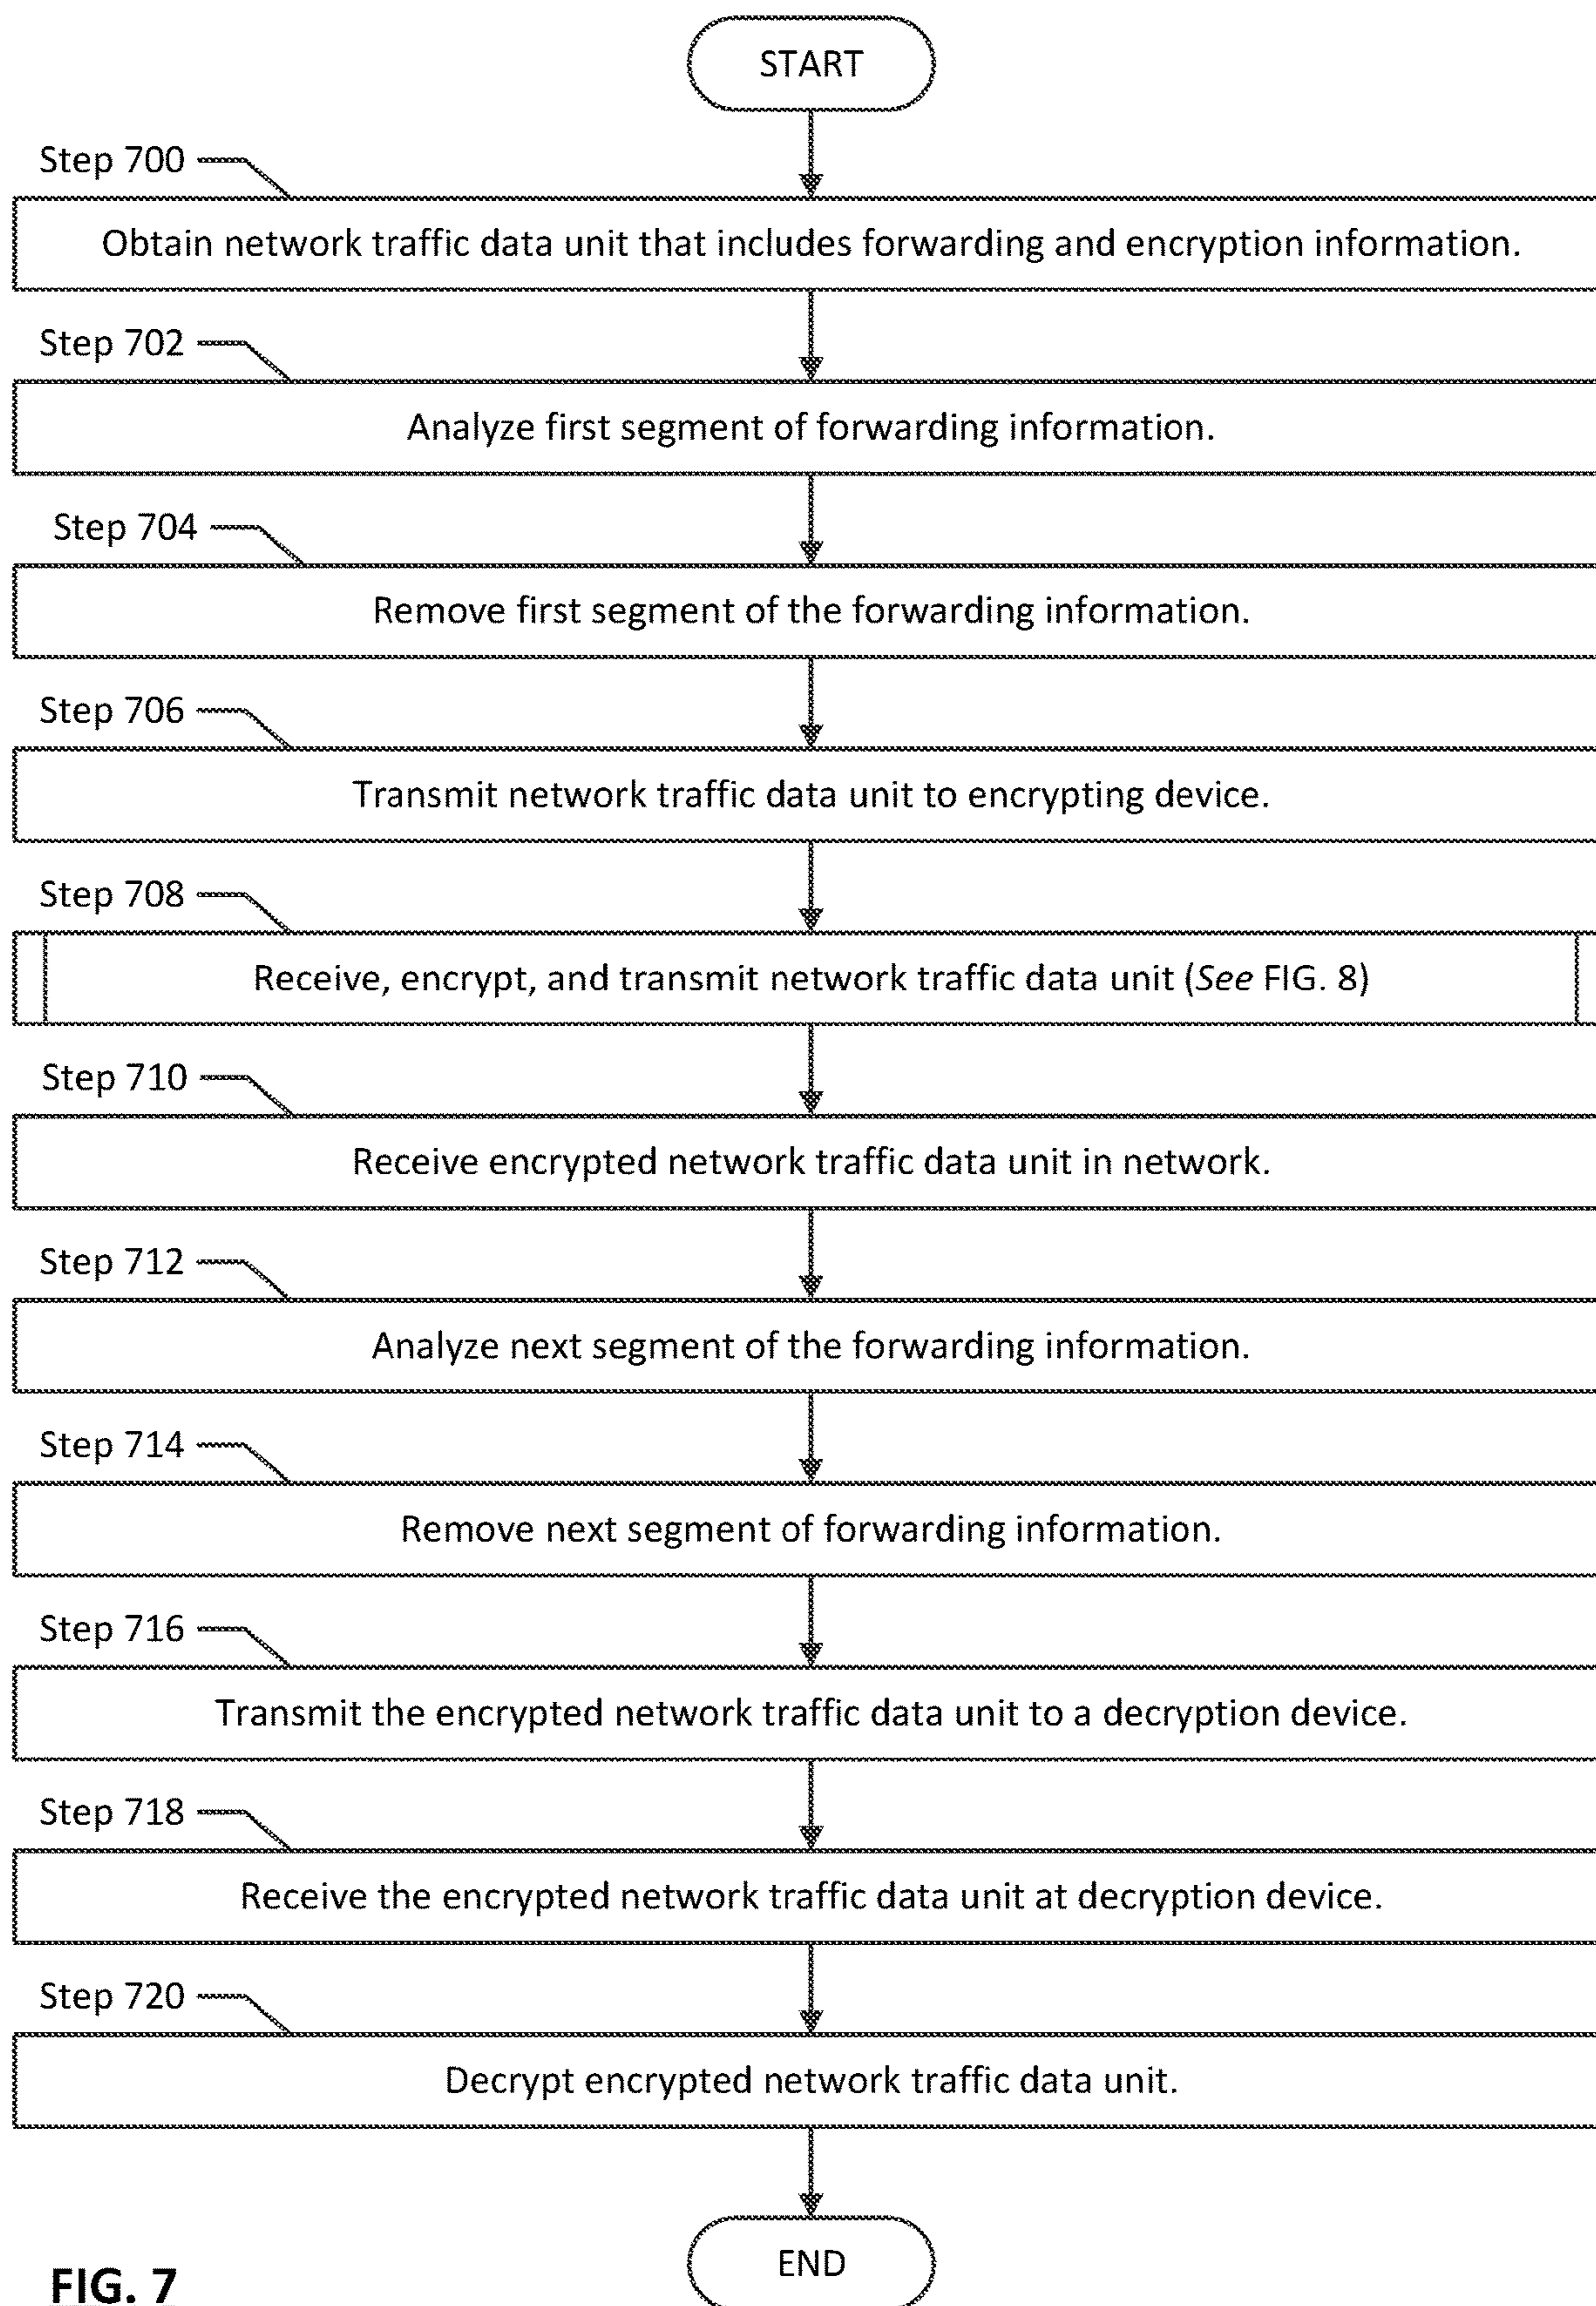 START
Step 700
Obtain network traffic data unit that includes forwarding and encryption information.
Step 702
Analyze first segment of forwarding information.
Step 704
Remove first segment of the forwarding information.
Step 706
Transmit network traffic data unit to encrypting device.
Step 708
Receive, encrypt, and transmit network traffic data unit (See FIG. 8)
Step 710
Receive encrypted network traffic data unit in network.
Step 712
Analyze next segment of the forwarding information.
Step 714
Remove next segment of forwarding information.
Step 716
Transmit the encrypted network traffic data unit to a decryption device.
Step 718
Receive the encrypted network traffic data unit at decryption device.
Step 720
Decrypt encrypted network traffic data unit.
END
FIG. 7